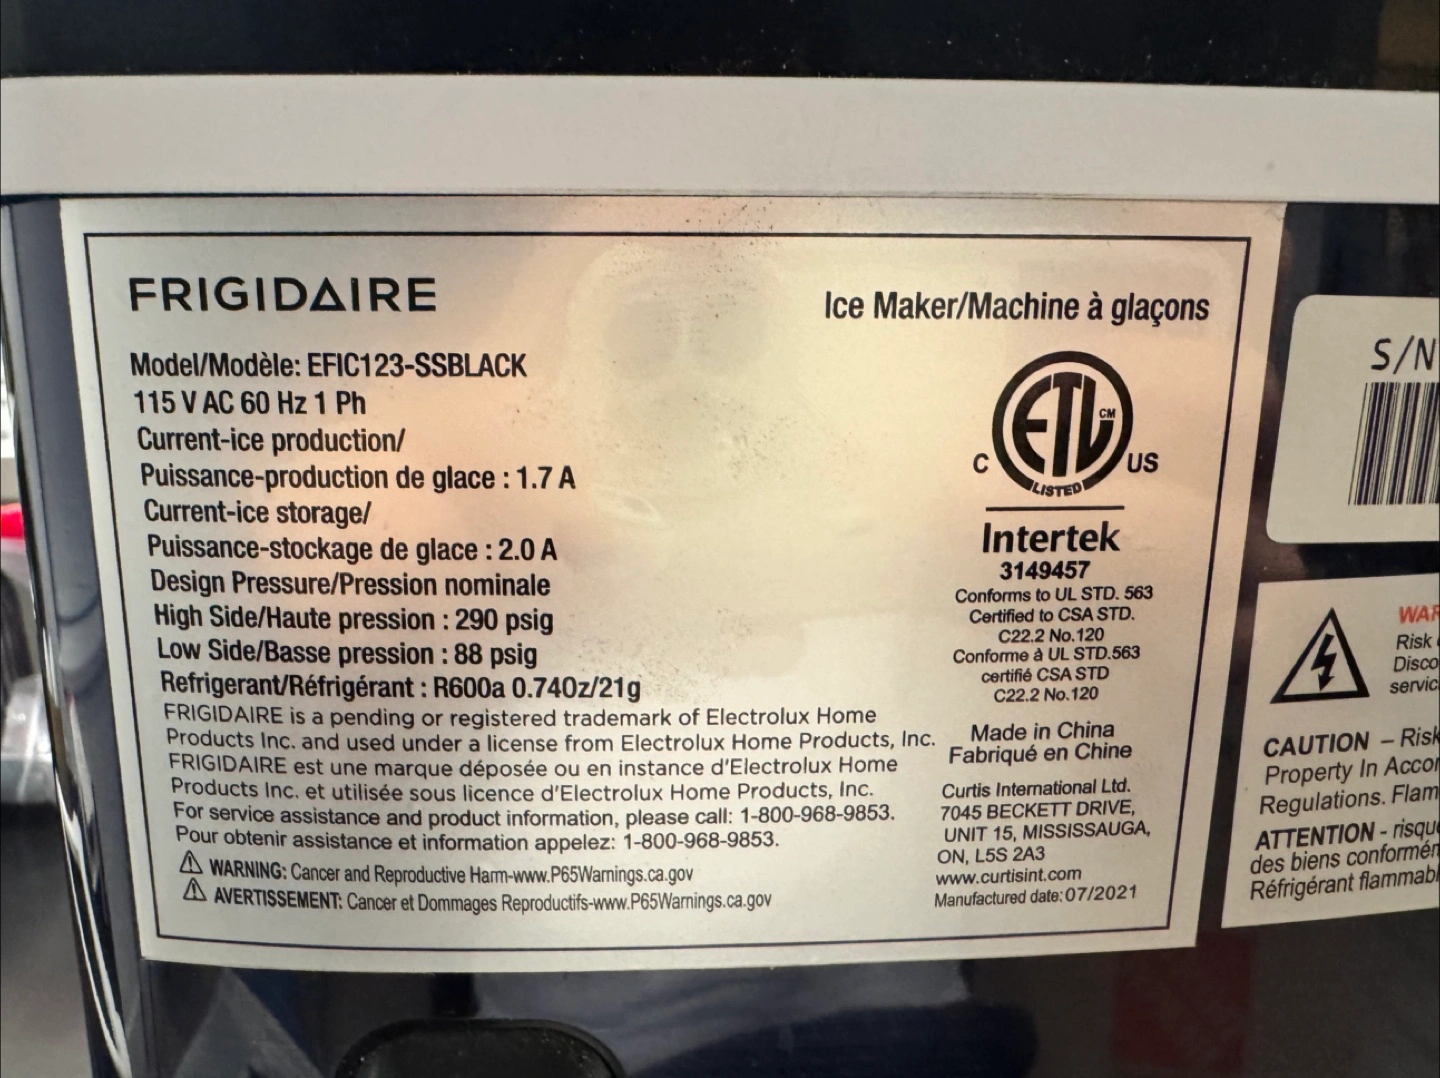 FRIGIDAIRE
Ice Maker/Machine à glaçons
Model/Modèle: EFIC123-SSBLACK
115 V AC 60 Hz 1 Ph
Current-ice production/
Puissance-production de glace : 1.7 A
Current-ice storage/
Puissance-stockage de glace : 2.0 A
Design Pressure/Pression nominale
High Side/Haute pression : 290 psig
Low Side/Basse pression : 88 psig
Refrigerant/Réfrigérant : R600a 0.740z/21g
FRIGIDAIRE is a pending or registered trademark of Electrolux Home
Products Inc. and used under a license from Electrolux Home Products, Inc.
FRIGIDAIRE est une marque déposée ou en instance d'Electrolux Home
Products Inc. et utilisée sous licence d'Electrolux Home Products, Inc.
For service assistance and product information, please call: 1-800-968-9853.
Pour obtenir assistance et information appelez: 1-800-968-9853.
WARNING: Cancer and Reproductive Harm-www.P65Warnings.ca.gov
AVERTISSEMENT: Cancer et Dommages Reproductifs-www.P65Warnings.ca.gov
ETL CM
C US
LISTED
Intertek
3149457
Conforms to UL STD. 563
Certified to CSA STD.
C22.2 No.120
Conforme à UL STD.563
certifié CSA STD
C22.2 No.120
Made in China
Fabriqué en Chine
Curtis International Ltd.
7045 BECKETT DRIVE,
UNIT 15, MISSISSAUGA,
ON, L5S 2A3
www.curtisint.com
Manufactured date: 07/2021
S/N
Risk
CAUTION – Risk
Property In
Regulations.
ATTENTION -
des biens
Réfrigérant